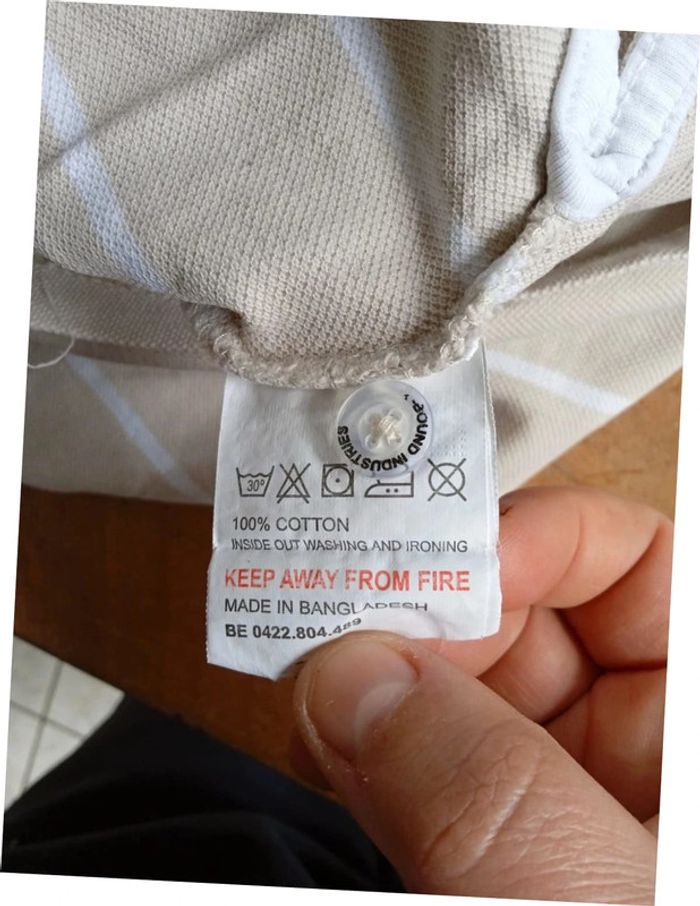 & ROUND INDUSTRIES
30°
100% COTTON
INSIDE OUT WASHING AND IRONING
KEEP AWAY FROM FIRE
MADE IN BANGLADESH
BE 0422.804.489